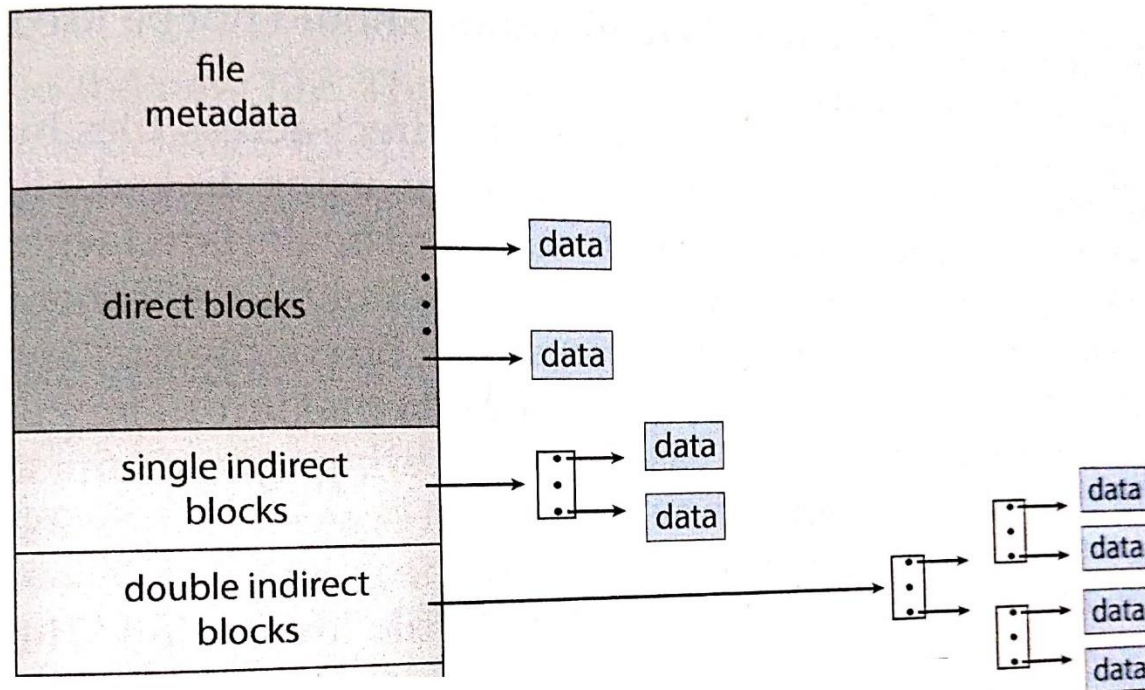 file
metadata
data
direct blocks
data
data
single indirect
blocks
data
data
data
double indirect
blocks
data
data